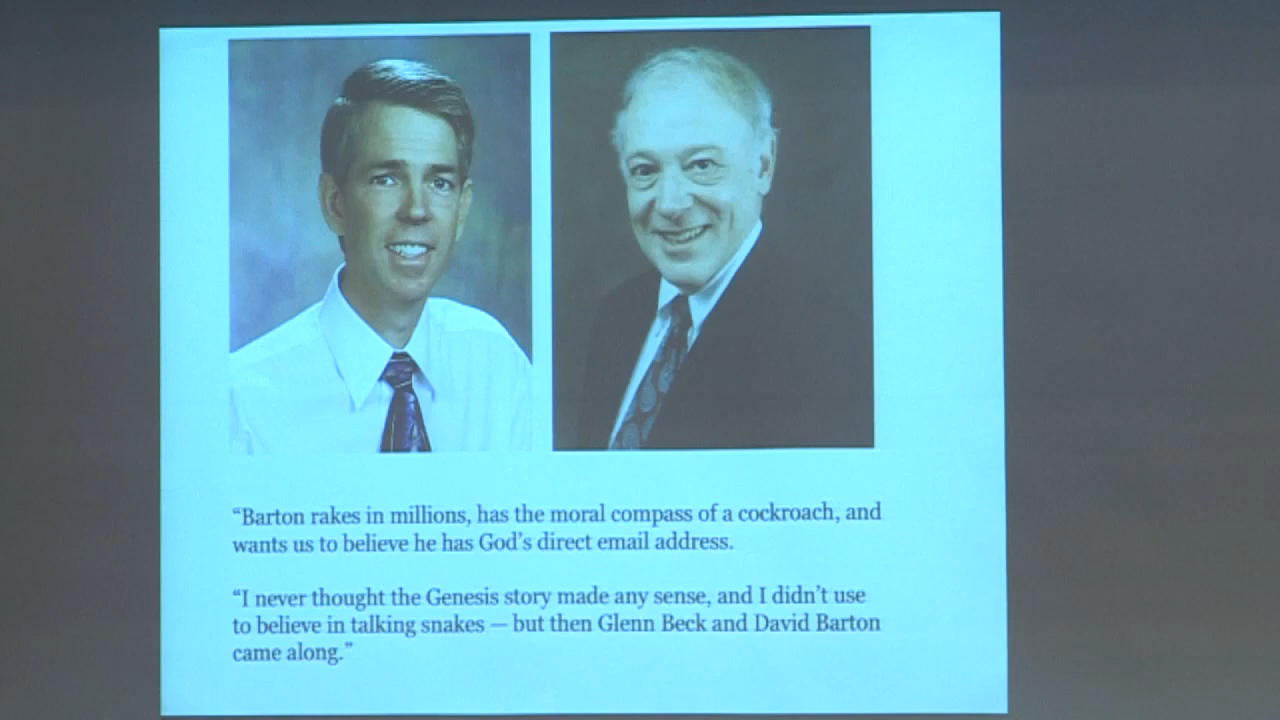 “Barton rakes in millions, has the moral compass of a cockroach, and
wants us to believe he has God’s direct email address.
“I never thought the Genesis story made any sense, and I didn’t use
to believe in talking snakes — but then Glenn Beck and David Barton
came along.”